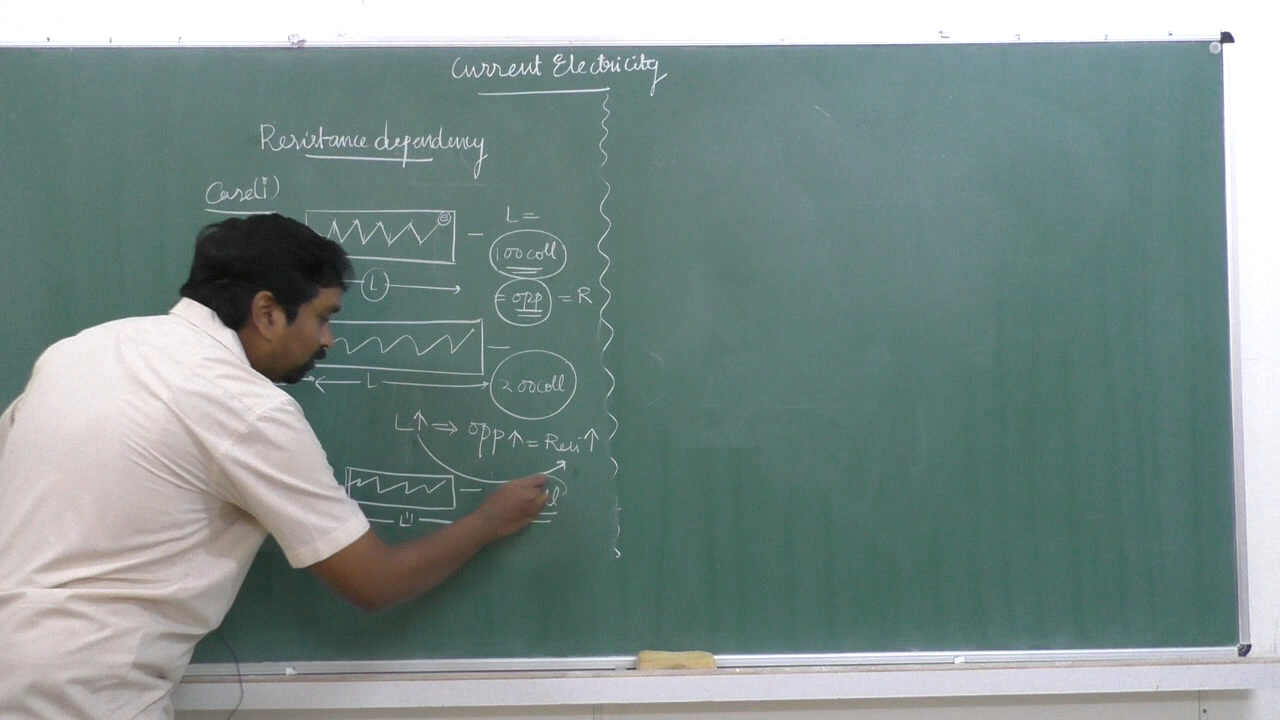 Current Electricity
Resistance dependency
Case(i)
L =
100 coll
L
= opp = R
L
200 coll
L↑ ⇒ opp↑ = Resi↑
L"